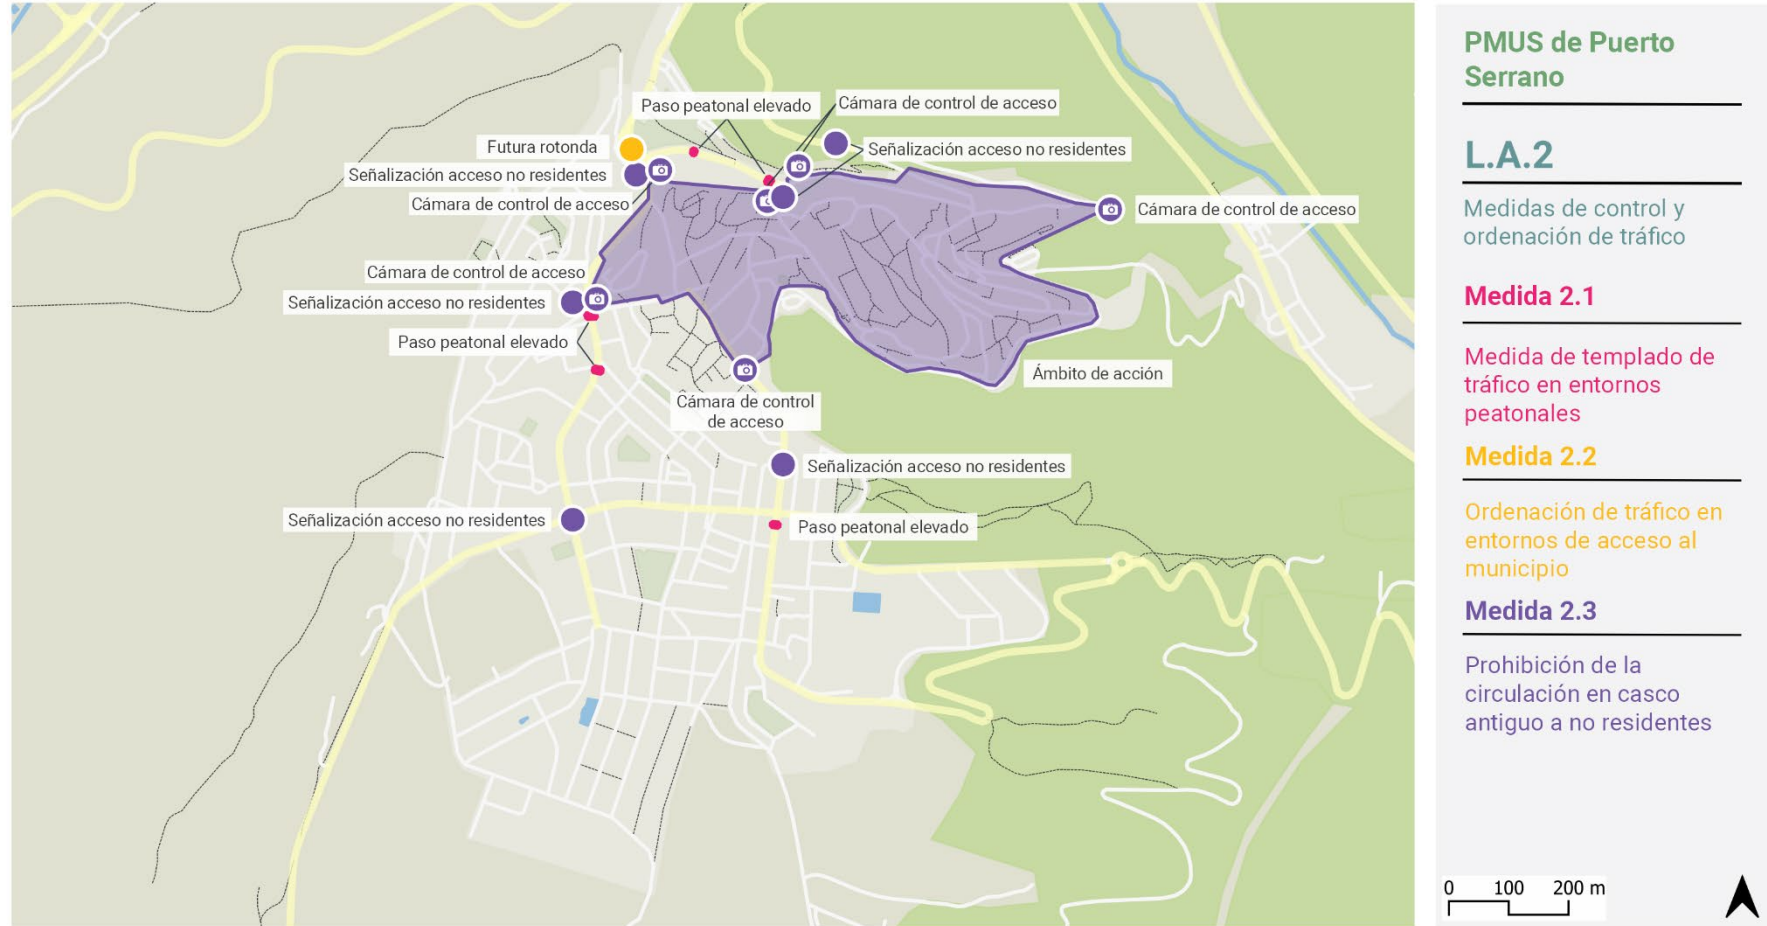 Paso peatonal elevado
Cámara de control de acceso
Futura rotonda
Señalización acceso no residentes
Señalización acceso no residentes
Cámara de control de acceso
Cámara de control de acceso
Cámara de control de acceso
Señalización acceso no residentes
Paso peatonal elevado
Ámbito de acción
Cámara de control
de acceso
Señalización acceso no residentes
Señalización acceso no residentes
Paso peatonal elevado
PMUS de Puerto
Serrano
L.A.2
Medidas de control y
ordenación de tráfico
Medida 2.1
Medida de templado de
tráfico en entornos
peatonales
Medida 2.2
Ordenación de tráfico en
entornos de acceso al
municipio
Medida 2.3
Prohibición de la
circulación en casco
antiguo a no residentes
0 100 200 m